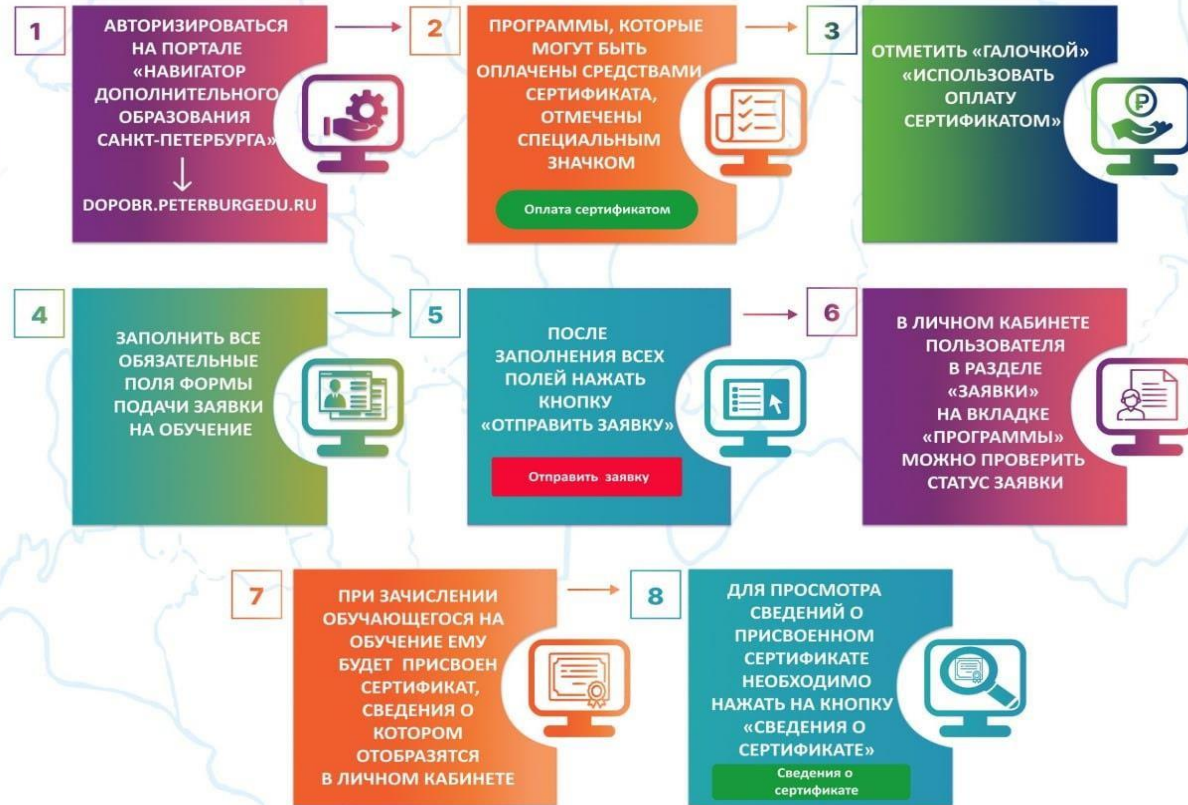 1
АВТОРИЗИРОВАТЬСЯ
НА ПОРТАЛЕ
«НАВИГАТОР
ДОПОЛНИТЕЛЬНОГО
ОБРАЗОВАНИЯ
САНКТ-ПЕТЕРБУРГА»
DOPOBR.PETERBURGEDU.RU
2
ПРОГРАММЫ, КОТОРЫЕ
МОГУТ БЫТЬ
ОПЛАЧЕНЫ СРЕДСТВАМИ
СЕРТИФИКАТА,
ОТМЕЧЕНЫ
СПЕЦИАЛЬНЫМ
ЗНАЧКОМ
Оплата сертификатом
3
ОТМЕТИТЬ «ГАЛОЧКОЙ»
«ИСПОЛЬЗОВАТЬ
ОПЛАТУ
СЕРТИФИКАТОМ»
4
ЗАПОЛНИТЬ ВСЕ
ОБЯЗАТЕЛЬНЫЕ
ПОЛЯ ФОРМЫ
ПОДАЧИ ЗАЯВКИ
НА ОБУЧЕНИЕ
5
ПОСЛЕ
ЗАПОЛНЕНИЯ ВСЕХ
ПОЛЕЙ НАЖАТЬ
КНОПКУ
«ОТПРАВИТЬ ЗАЯВКУ»
Отправить заявку
6
В ЛИЧНОМ КАБИНЕТЕ
ПОЛЬЗОВАТЕЛЯ
В РАЗДЕЛЕ
«ЗАЯВКИ»
НА ВКЛАДКЕ
«ПРОГРАММЫ»
МОЖНО ПРОВЕРИТЬ
СТАТУС ЗАЯВКИ
7
ПРИ ЗАЧИСЛЕНИИ
ОБУЧАЮЩЕГОСЯ НА
ОБУЧЕНИЕ ЕМУ
БУДЕТ ПРИСВОЕН
СЕРТИФИКАТ,
СВЕДЕНИЯ О
КОТОРОМ
ОТОБРАЗЯТСЯ
В ЛИЧНОМ КАБИНЕТЕ
8
ДЛЯ ПРОСМОТРА
СВЕДЕНИЙ О
ПРИСВОЕННОМ
СЕРТИФИКАТЕ
НЕОБХОДИМО
НАЖАТЬ НА КНОПКУ
«СВЕДЕНИЯ О
СЕРТИФИКАТЕ»
Сведения о
сертификате